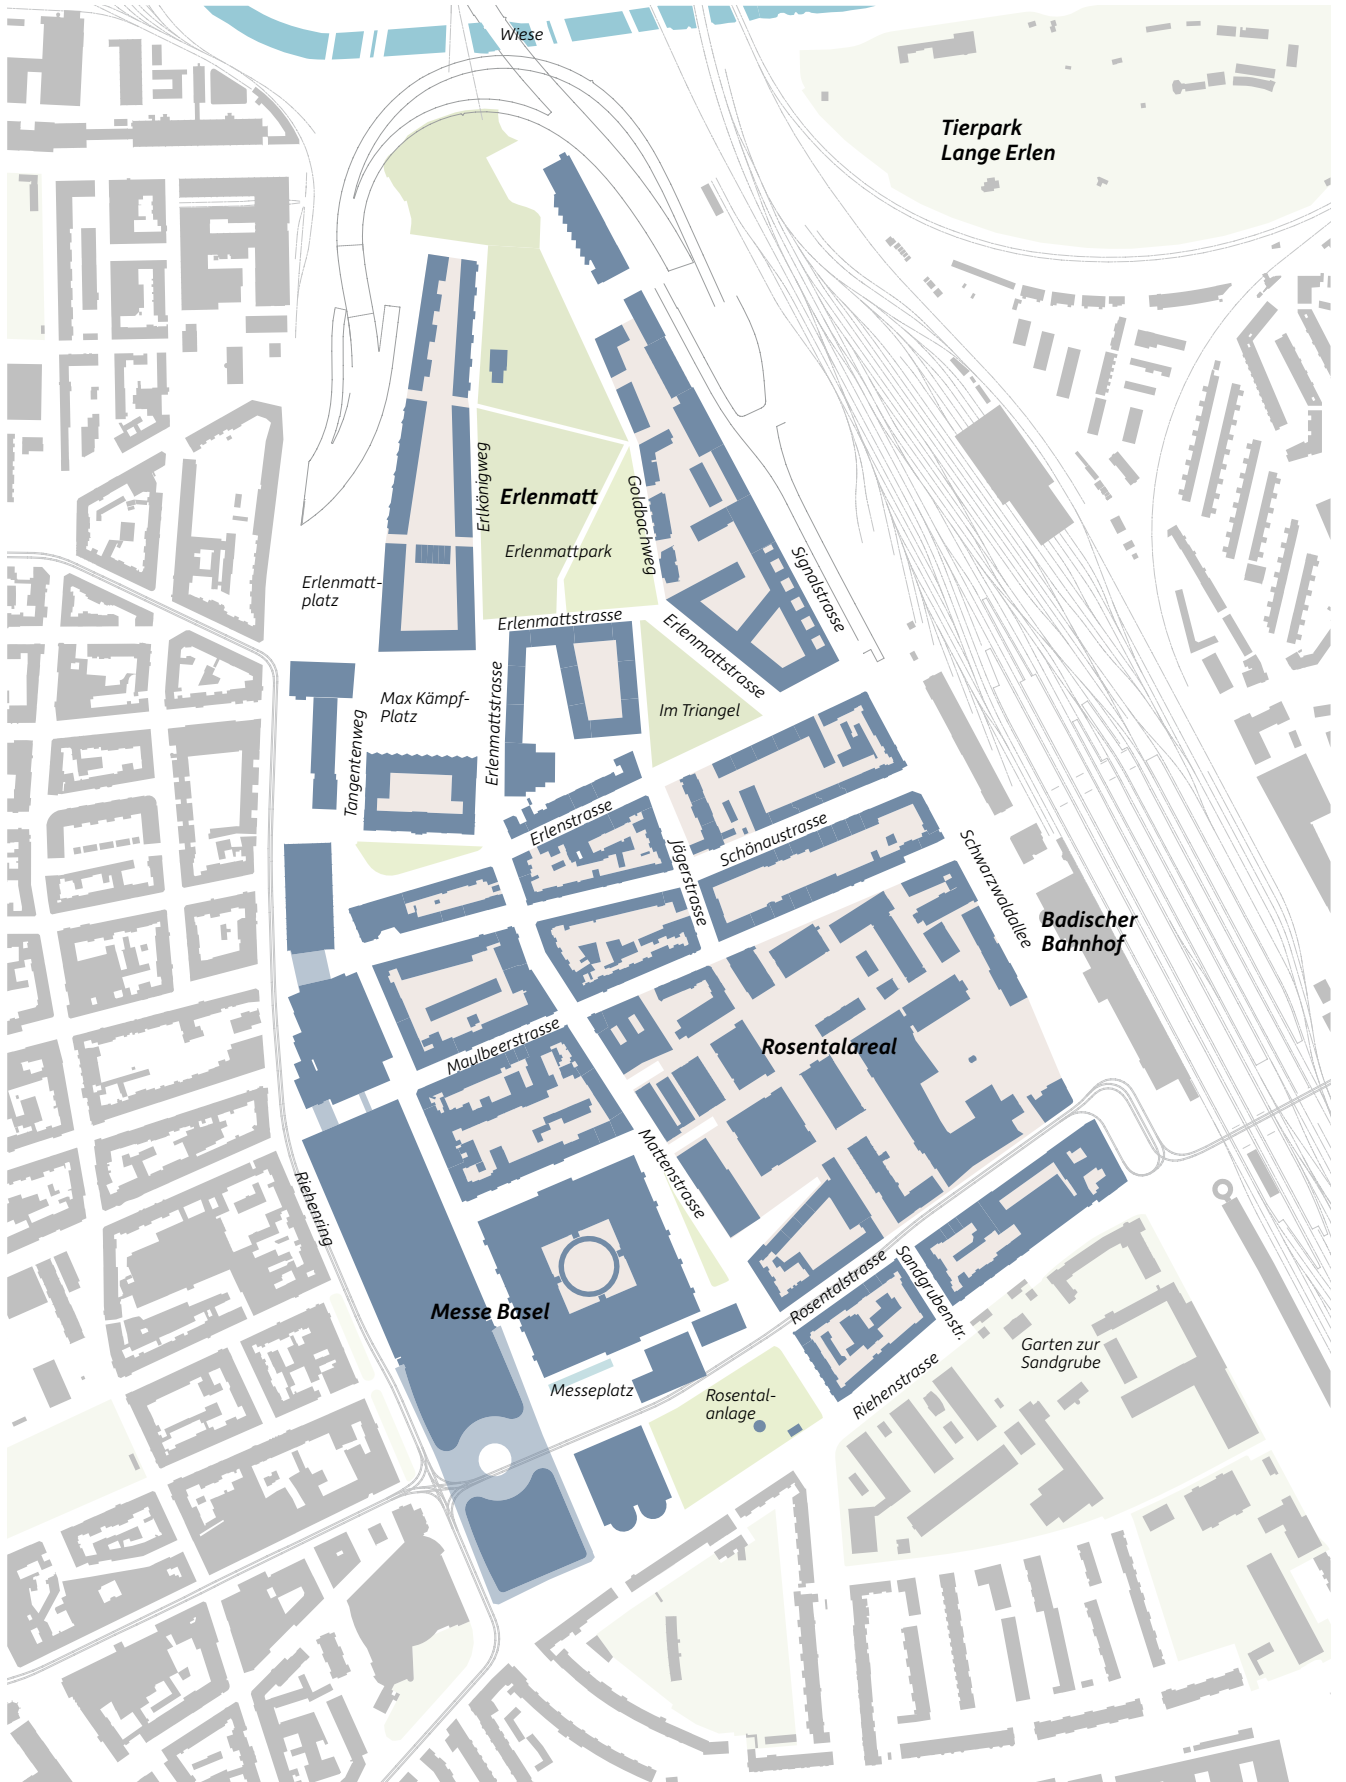 Wiese
Tierpark
Lange Erlen
Erlkönigweg
Erlenmatt
Goldbachweg
Erlenmattpark
Signalstrasse
Erlenmatt-
platz
Erlenmattstrasse
Erlenmattstrasse
Erlenmattstrasse
Max Kämpf-
Platz
Im Triangel
Tangentenweg
Erlenstrasse
Schönaustrasse
Jägerstrasse
Schwarzwaldallee
Badischer
Bahnhof
Maulbeerstrasse
Rosentalareal
Mattenstrasse
Riehenring
Messe Basel
Rosentalstrasse
Sandgrubenstr.
Garten zur
Sandgrube
Messeplatz
Rosental-
anlage
Riehenstrasse